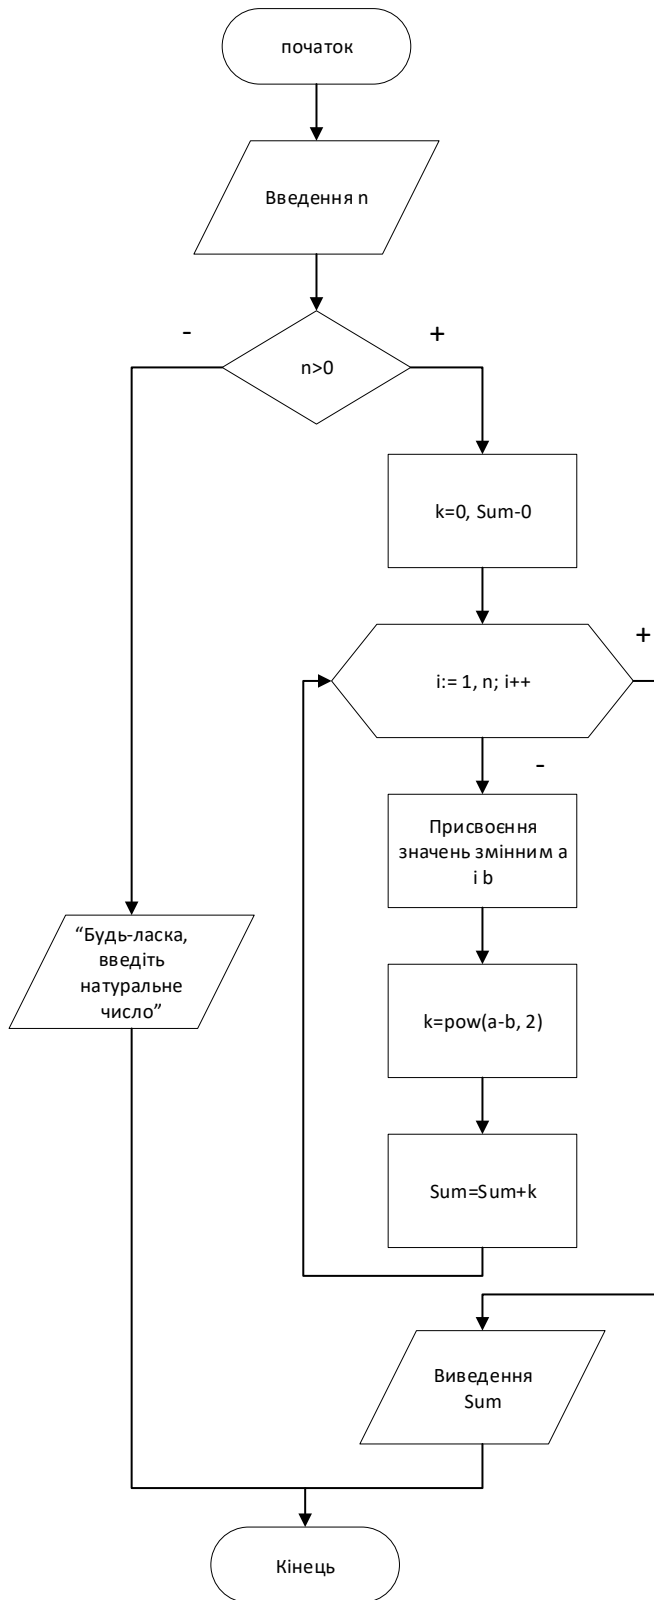 початок
Введення n
-
+
n>0
k=0, Sum-0
+
i:= 1, n; i++
-
Присвоєння
значень змінним a
і b
“Будь-ласка,
введіть
натуральне
число”
k=pow(a-b, 2)
Sum=Sum+k
Виведення
Sum
Кінець